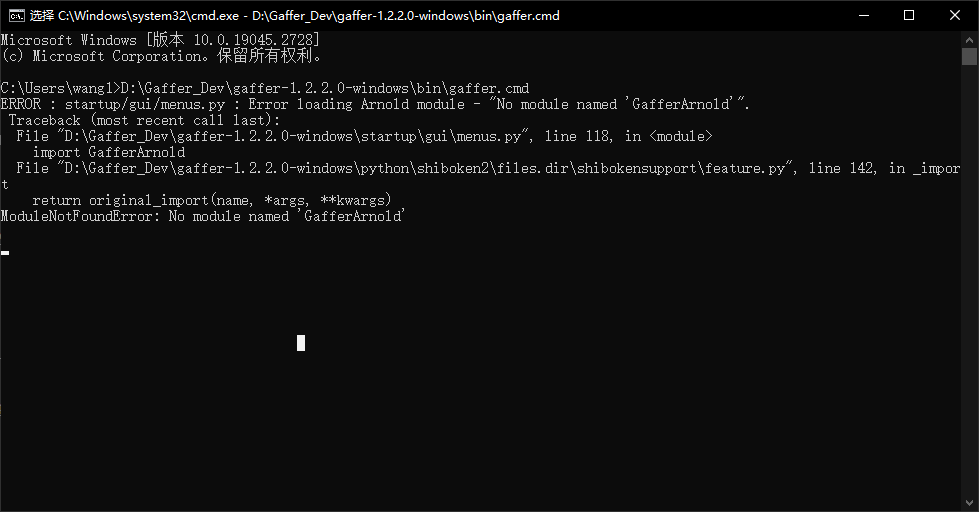 选择 C:\Windows\system32\cmd.exe - D:\Gaffer_Dev\gaffer-1.2.2.0-windows\bin\gaffer.cmd
Microsoft Windows [版本 10.0.19045.2728]
(c) Microsoft Corporation。保留所有权利。
C:\Users\wangl>D:\Gaffer_Dev\gaffer-1.2.2.0-windows\bin\gaffer.cmd
ERROR : startup/gui/menus.py : Error loading Arnold module - "No module named 'GafferArnold'".
Traceback (most recent call last):
File "D:\Gaffer_Dev\gaffer-1.2.2.0-windows\startup\gui\menus.py", line 118, in <module>
import GafferArnold
File "D:\Gaffer_Dev\gaffer-1.2.2.0-windows\python\shiboken2\files.dir\shibokensupport\feature.py", line 142, in _impor
t
return original_import(name, *args, **kwargs)
ModuleNotFoundError: No module named 'GafferArnold'